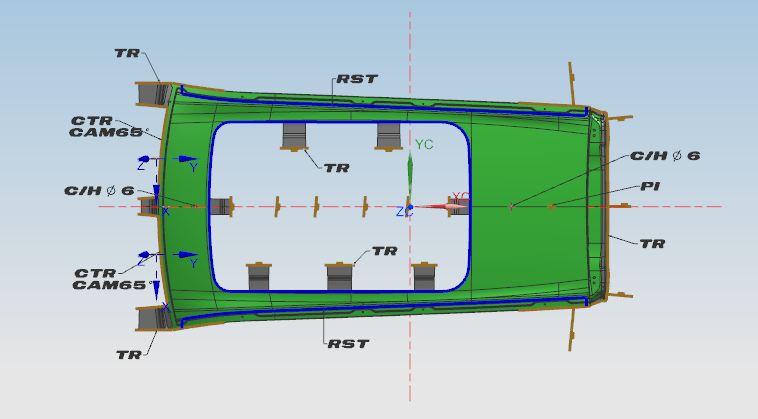 TR
RST
CTR
CAM65°
YC
TR
C/H Ø 6
C/H Ø 6
PI
Z
Y
X
ZC
XC
TR
TR
Z
Y
CTR
CAM65°
X
RST
TR